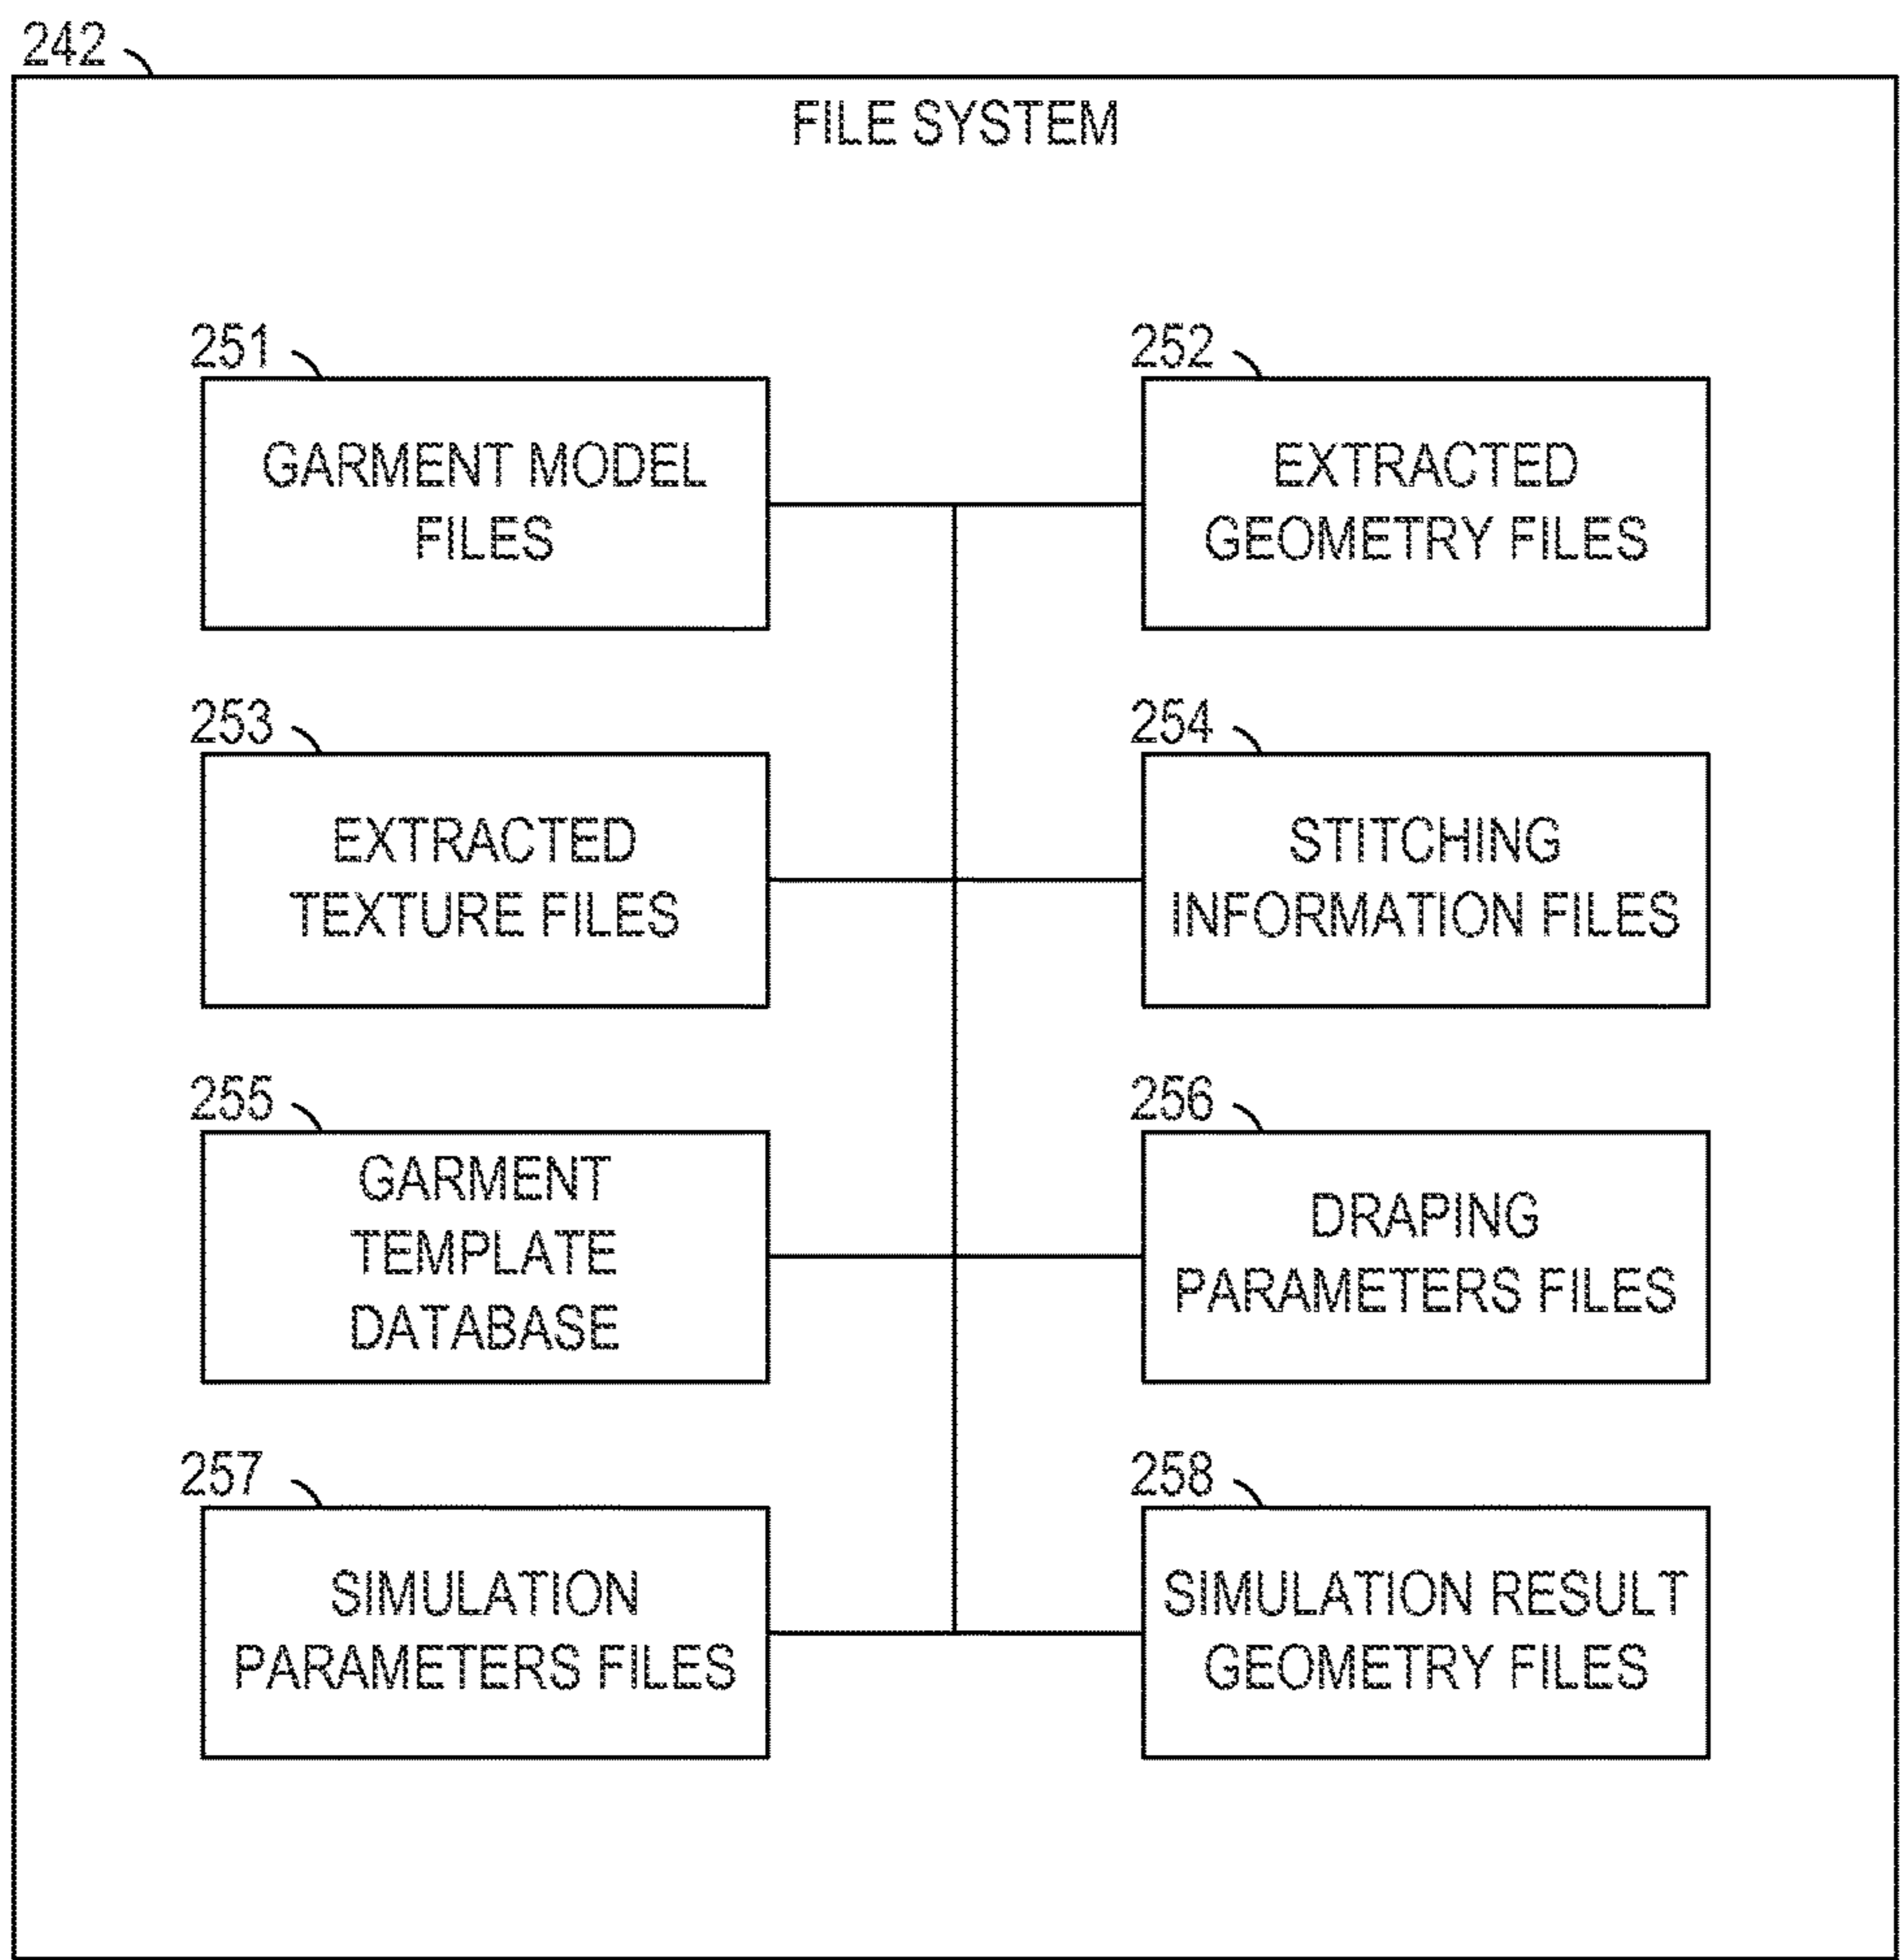 242
FILE SYSTEM
251
GARMENT MODEL
FILES
252
EXTRACTED
GEOMETRY FILES
253
EXTRACTED
TEXTURE FILES
254
STITCHING
INFORMATION FILES
255
GARMENT
TEMPLATE
DATABASE
256
DRAPING
PARAMETERS FILES
257
SIMULATION
PARAMETERS FILES
258
SIMULATION RESULT
GEOMETRY FILES